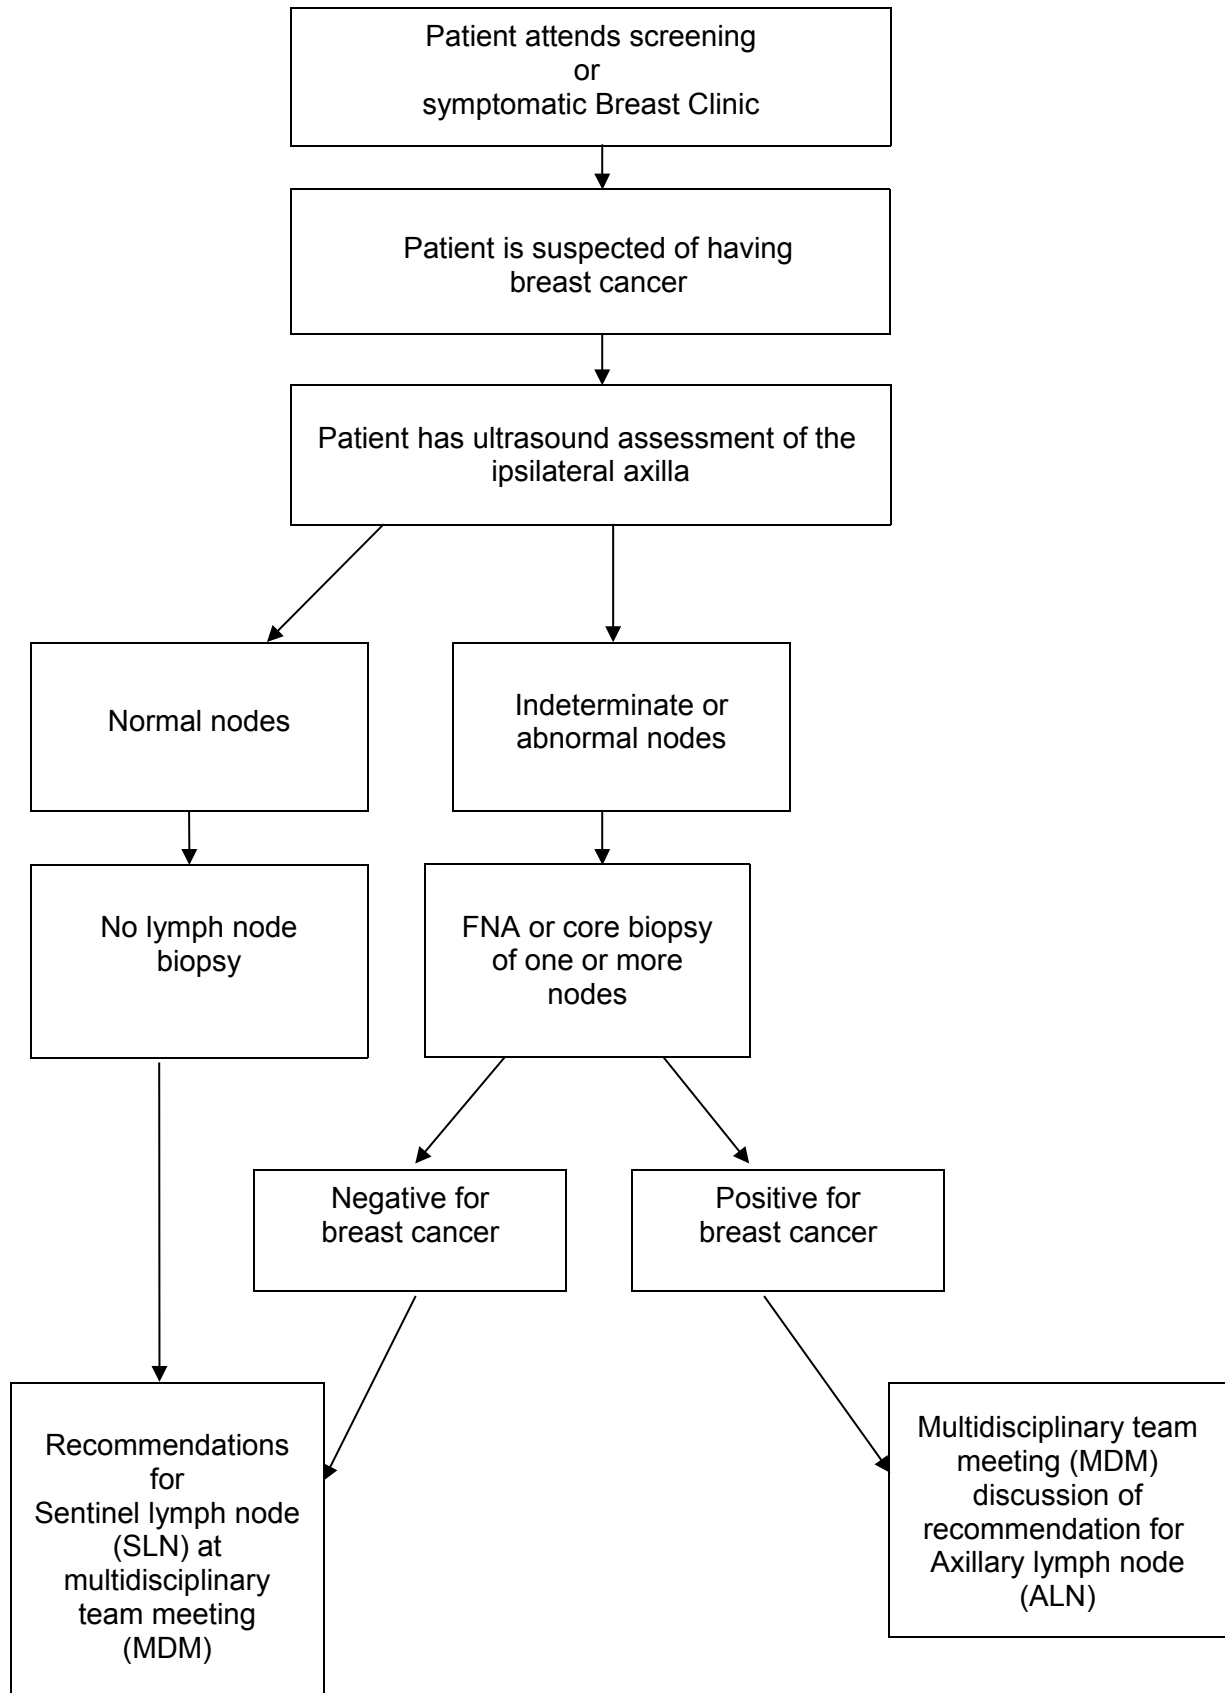 Patient attends screening
or
symptomatic Breast Clinic
Patient is suspected of having
breast cancer
Patient has ultrasound assessment of the
ipsilateral axilla
Normal nodes
Indeterminate or
abnormal nodes
No lymph node
biopsy
FNA or core biopsy
of one or more
nodes
Negative for
breast cancer
Positive for
breast cancer
Recommendations
for
Sentinel lymph node
(SLN) at
multidisciplinary
team meeting
(MDM)
Multidisciplinary team
meeting (MDM)
discussion of
recommendation for
Axillary lymph node
(ALN)